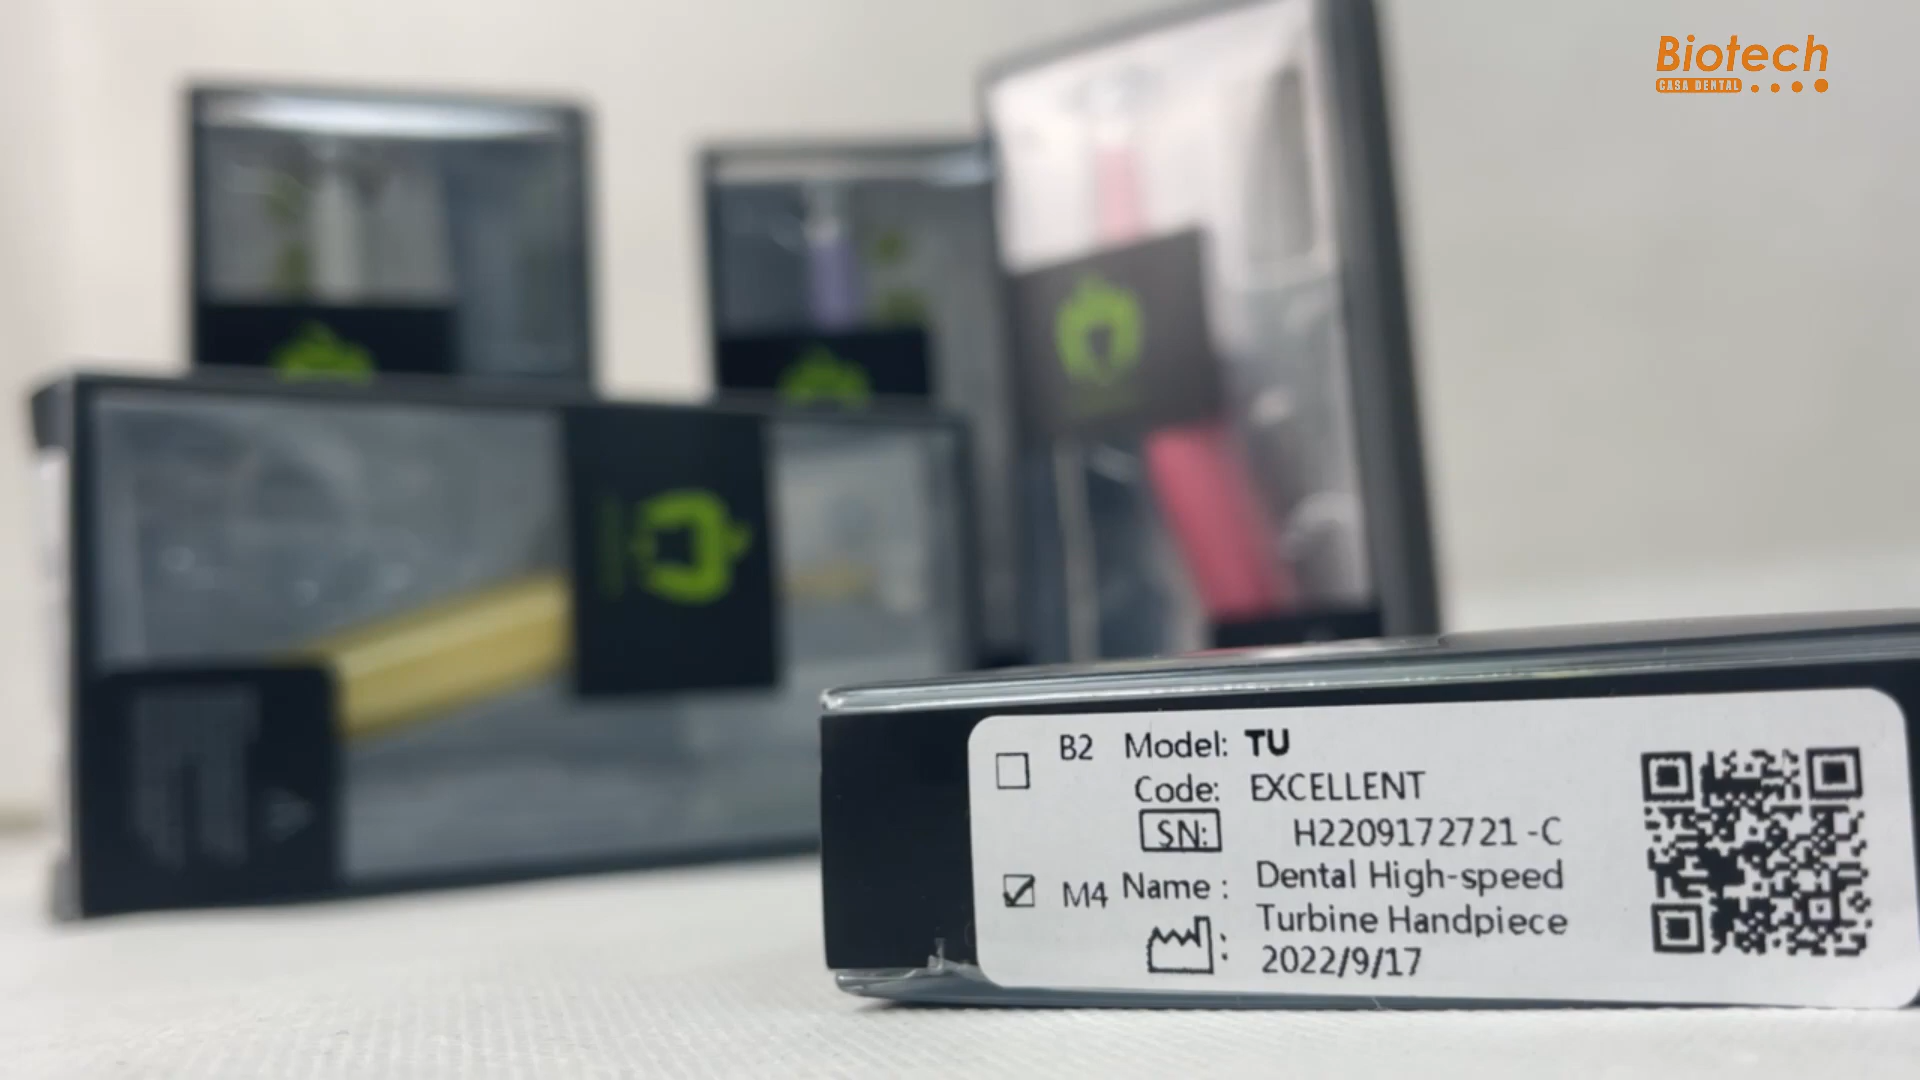 Biotech
CASA DENTAL
B2 Model: TU
Code: EXCELLENT
SN: H2209172721 -C
M4 Name : Dental High-speed
Turbine Handpiece
: 2022/9/17